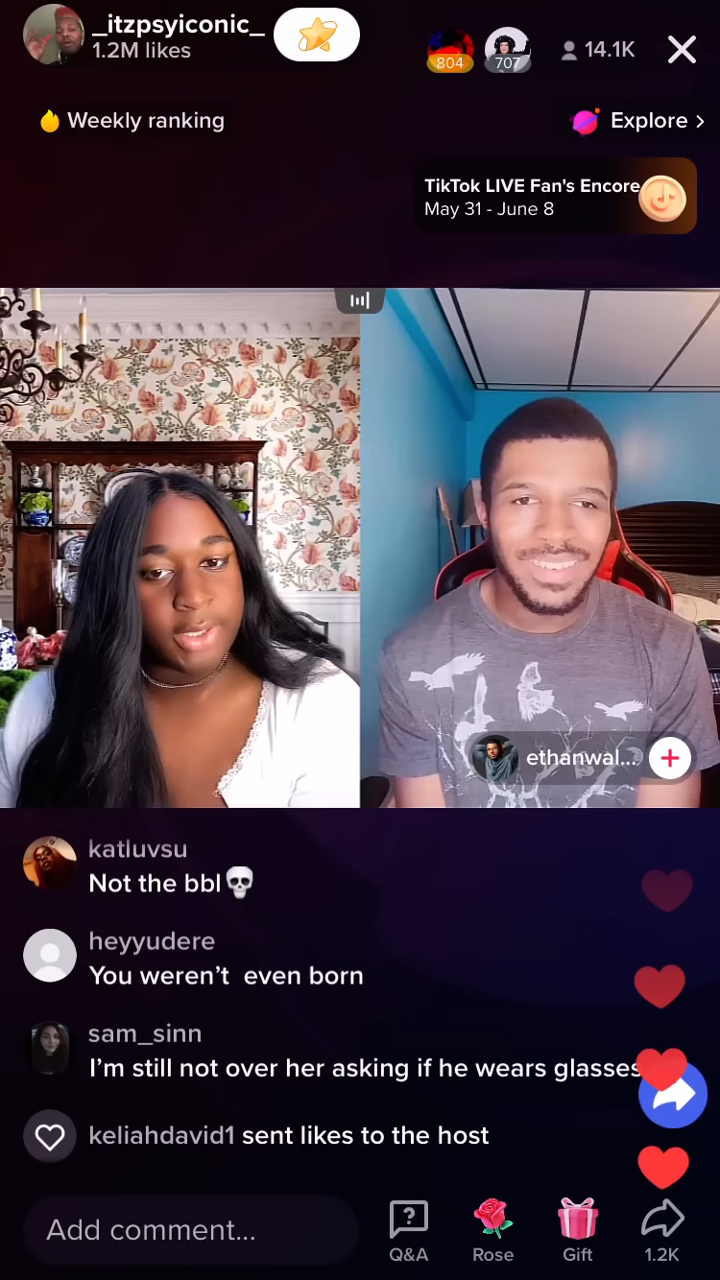 _itzpsyiconic_
1.2M likes
804
707
14.1K
Weekly ranking
Explore >
TikTok LIVE Fan's Encore
May 31 - June 8
ethanwal...
katluvsu
Not the bbl💀
heyyudere
You weren’t even born
sam_sinn
I’m still not over her asking if he wears glasses
keliahdavid1 sent likes to the host
Add comment...
Q&A
Rose
Gift
1.2K